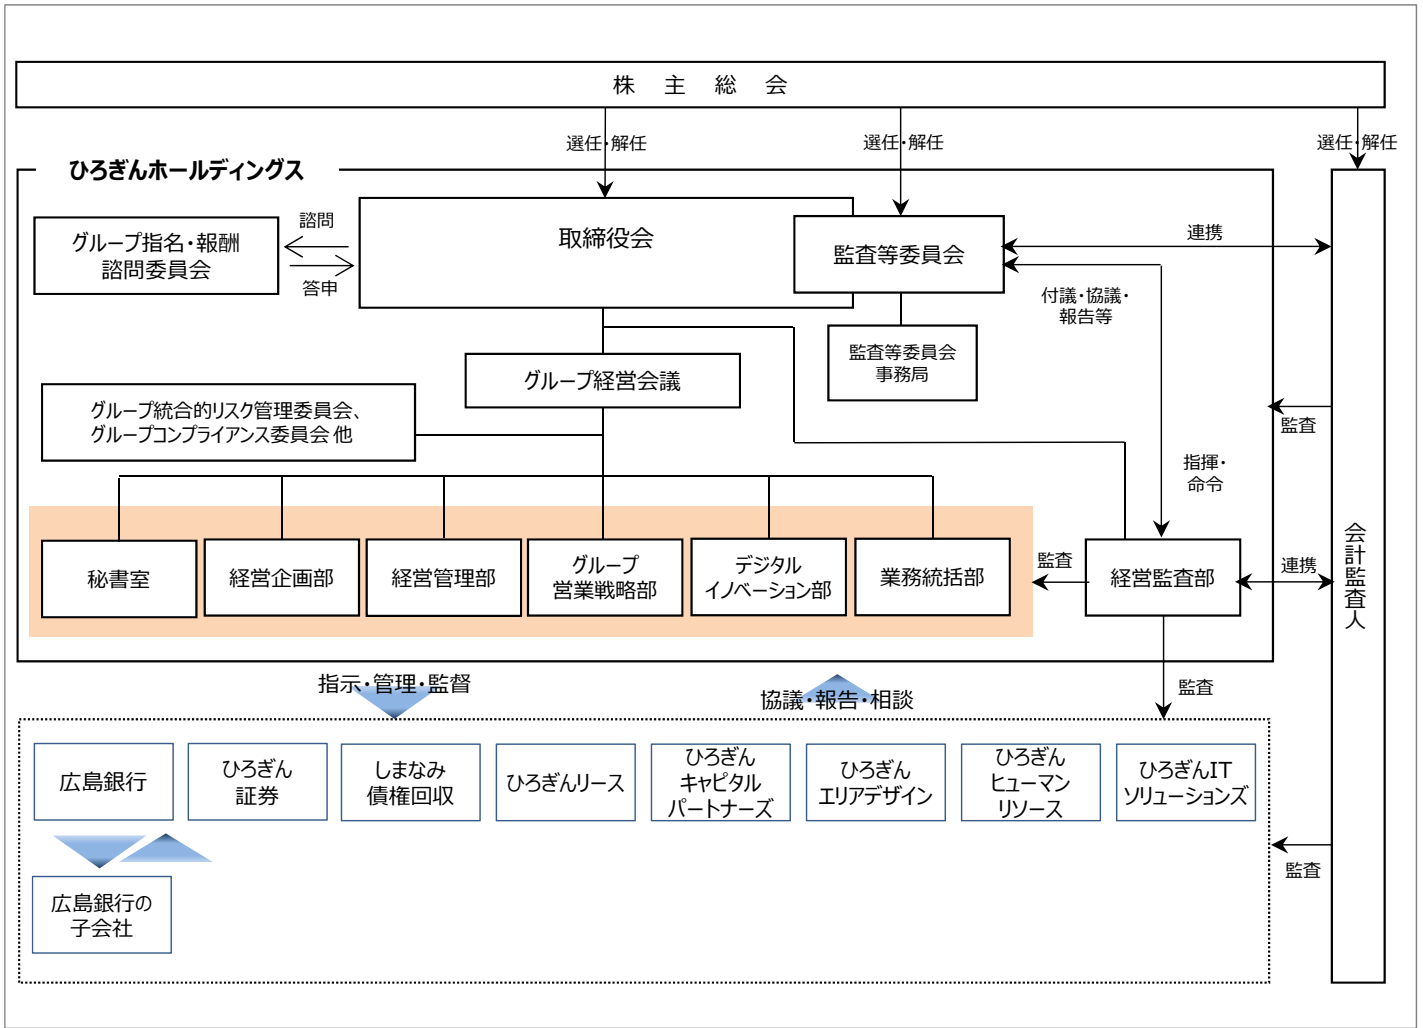 株 主 総 会
選任・解任
選任・解任
選任・解任
ひろぎんホールディングス
グループ指名・報酬
諮問委員会
諮問
答申
取締役会
監査等委員会
連携
付議・協議・
報告等
監査等委員会
事務局
グループ経営会議
グループ統合的リスク管理委員会、
グループコンプライアンス委員会 他
監査
指揮・
命令
秘書室
経営企画部
経営管理部
グループ
営業戦略部
デジタル
イノベーション部
業務統括部
監査
経営監査部
連携
会計監査人
指示・管理・監督
協議・報告・相談
監査
広島銀行
ひろぎん
証券
しまなみ
債権回収
ひろぎんリース
ひろぎん
キャピタル
パートナーズ
ひろぎん
エリアデザイン
ひろぎん
ヒューマン
リソース
ひろぎんIT
ソリューションズ
監査
広島銀行の
子会社